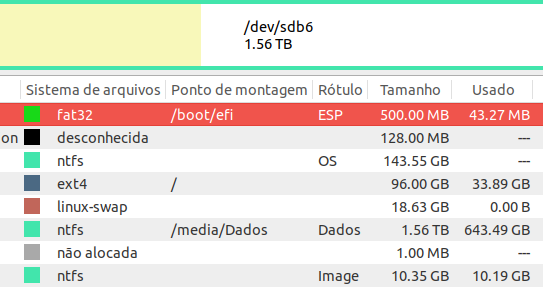 /dev/sdb6
1.56 TB
Sistema de arquivos Ponto de montagem Rótulo Tamanho Usado
fat32 /boot/efi ESP 500.00 MB 43.27 MB
on desconhecida 128.00 MB ---
ntfs OS 143.55 GB ---
ext4 / 96.00 GB 33.89 GB
linux-swap 18.63 GB 0.00 B
ntfs /media/Dados Dados 1.56 TB 643.49 GB
não alocada 1.00 MB ---
ntfs Image 10.35 GB 10.19 GB